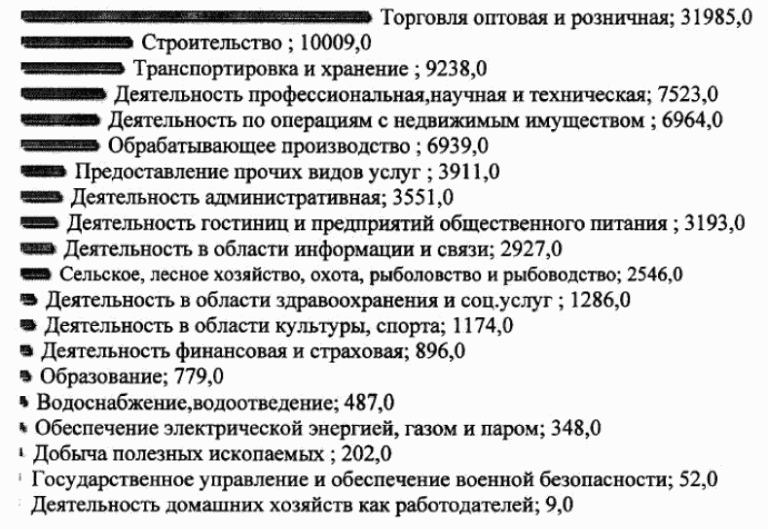 Торговля оптовая и розничная; 31985,0
Строительство ; 10009,0
Транспортировка и хранение ; 9238,0
Деятельность профессиональная,научная и техническая; 7523,0
Деятельность по операциям с недвижимым имуществом ; 6964,0
Обрабатывающее производство ; 6939,0
Предоставление прочих видов услуг ; 3911,0
Деятельность административная; 3551,0
Деятельность гостиниц и предприятий общественного питания ; 3193,0
Деятельность в области информации и связи; 2927,0
Сельское, лесное хозяйство, охота, рыболовство и рыбоводство; 2546,0
Деятельность в области здравоохранения и соц.услуг ; 1286,0
Деятельность в области культуры, спорта; 1174,0
Деятельность финансовая и страховая; 896,0
Образование; 779,0
Водоснабжение,водоотведение; 487,0
Обеспечение электрической энергией, газом и паром; 348,0
Добыча полезных ископаемых ; 202,0
Государственное управление и обеспечение военной безопасности; 52,0
Деятельность домашних хозяйств как работодателей; 9,0